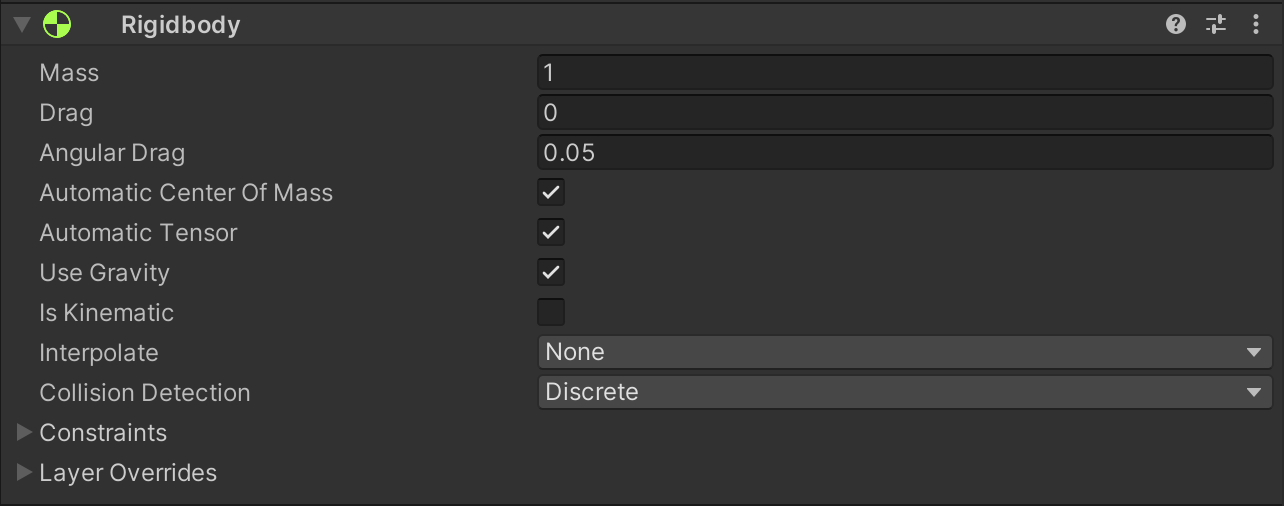 Rigidbody
Mass 1
Drag 0
Angular Drag 0.05
Automatic Center Of Mass
Automatic Tensor
Use Gravity
Is Kinematic
Interpolate None
Collision Detection Discrete
Constraints
Layer Overrides